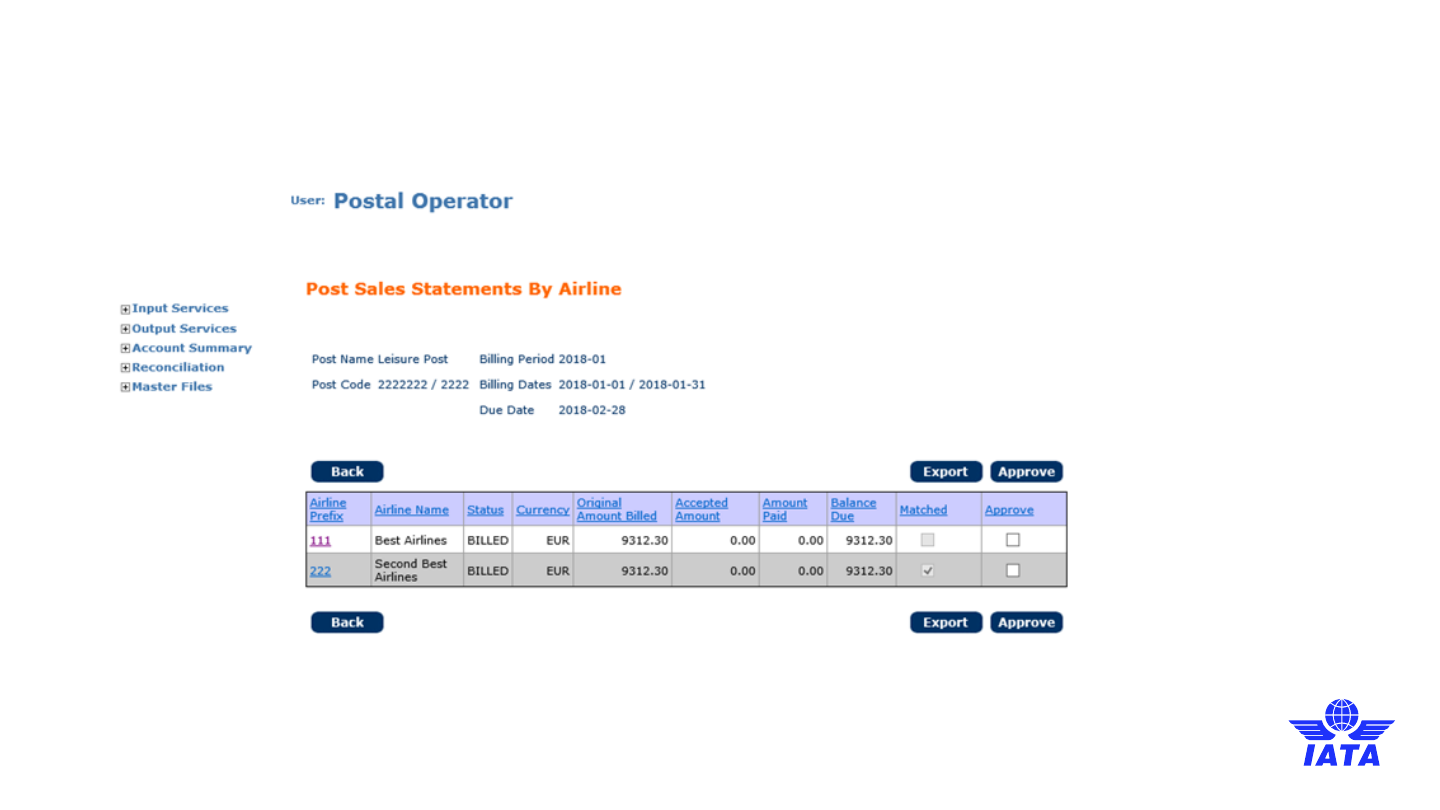 User: Postal Operator
Post Sales Statements By Airline
Input Services
Output Services
Account Summary
Reconciliation
Master Files
Post Name Leisure Post Billing Period 2018-01
Post Code 2222222 / 2222 Billing Dates 2018-01-01 / 2018-01-31
Due Date 2018-02-28
Back Export Approve
Airline Prefix Airline Name Status Currency Original Amount Billed Accepted Amount Amount Paid Balance Due Matched Approve
111 Best Airlines BILLED EUR 9312.30 0.00 0.00 9312.30
222 Second Best Airlines BILLED EUR 9312.30 0.00 0.00 9312.30
Back Export Approve
IATA